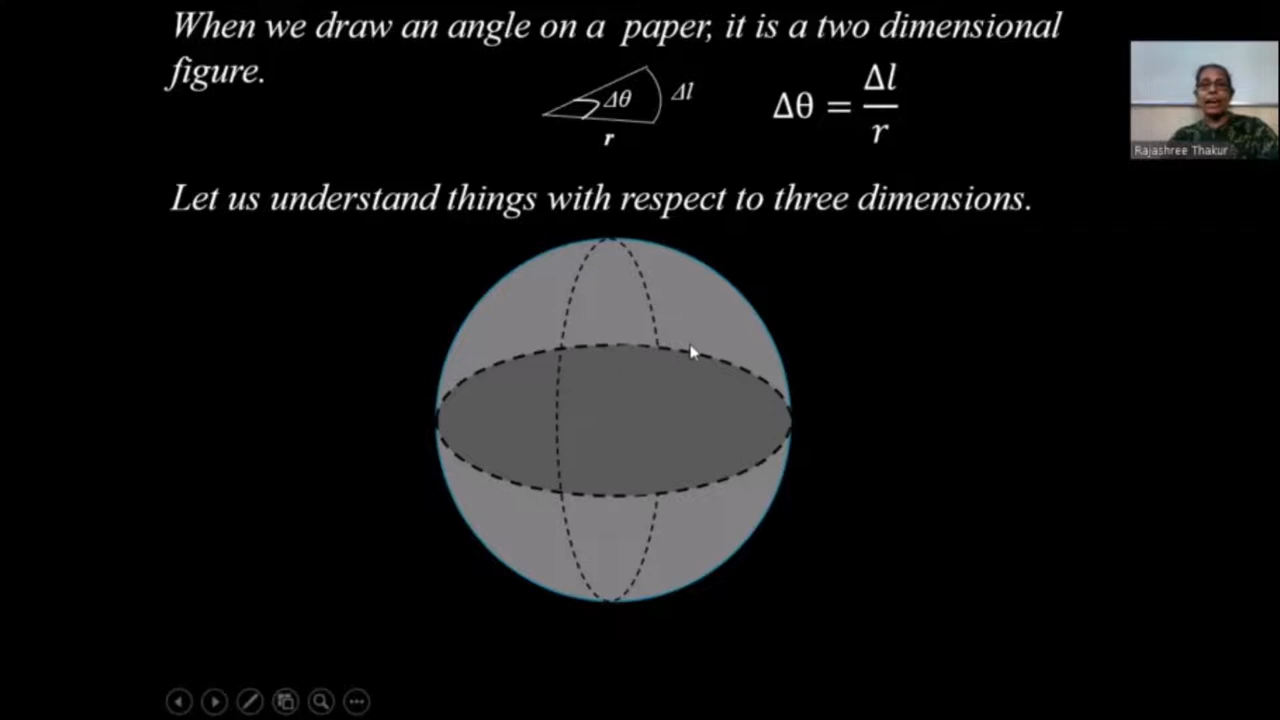 When we draw an angle on a paper, it is a two dimensional
figure.
Δθ
Δl
r
Δθ = Δl / r
Rajashree Thakur
Let us understand things with respect to three dimensions.